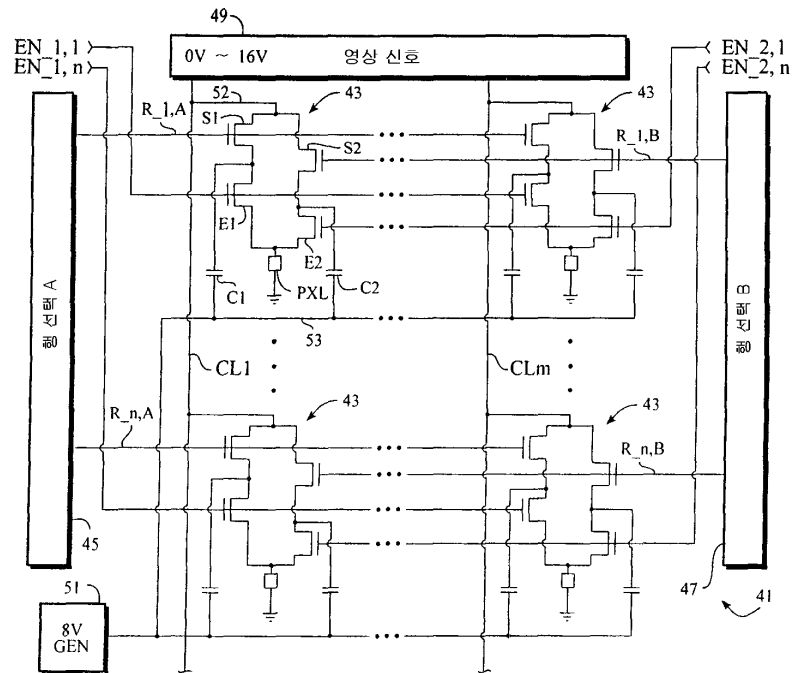 49
EN_1,1
EN_1, n
0V ~ 16V 영상 신호
EN_2,1
EN_2, n
52
43
43
R_1,A
S1
S2
R_1,B
E1
E2
C1
PXL
C2
53
행 선택 A
행 선택 B
CL1
CLm
43
43
R_n,A
R_n,B
45
47
41
51
8V
GEN